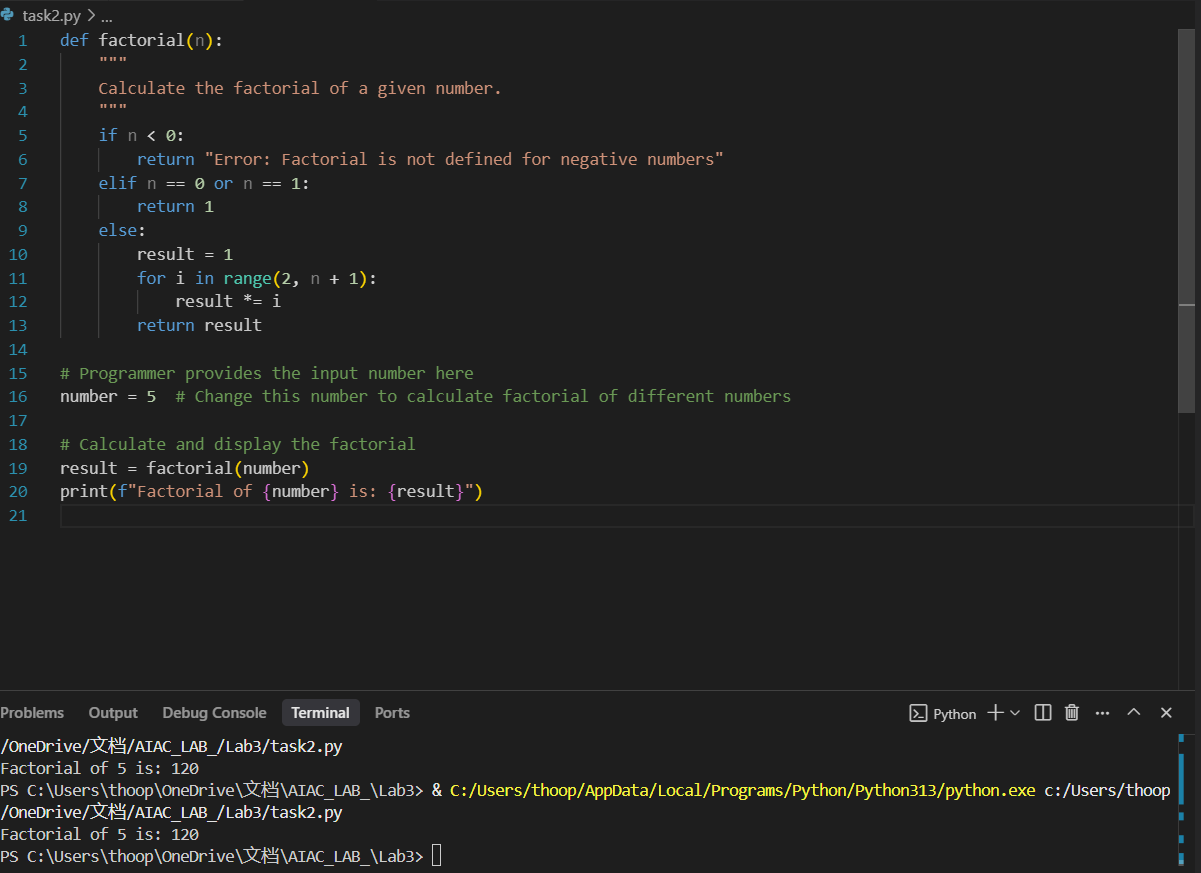 task2.py > ...
1 def factorial(n):
2     """
3     Calculate the factorial of a given number.
4     """
5     if n < 0:
6         return "Error: Factorial is not defined for negative numbers"
7     elif n == 0 or n == 1:
8         return 1
9     else:
10         result = 1
11         for i in range(2, n + 1):
12             result *= i
13         return result
14
15 # Programmer provides the input number here
16 number = 5  # Change this number to calculate factorial of different numbers
17
18 # Calculate and display the factorial
19 result = factorial(number)
20 print(f"Factorial of {number} is: {result}")
21
Problems Output Debug Console Terminal Ports Python
/OneDrive/文档/AIAC_LAB_/Lab3/task2.py
Factorial of 5 is: 120
PS C:\Users\thoop\OneDrive\文档\AIAC_LAB_\Lab3> & C:/Users/thoop/AppData/Local/Programs/Python/Python313/python.exe c:/Users/thoop
/OneDrive/文档/AIAC_LAB_/Lab3/task2.py
Factorial of 5 is: 120
PS C:\Users\thoop\OneDrive\文档\AIAC_LAB_\Lab3>